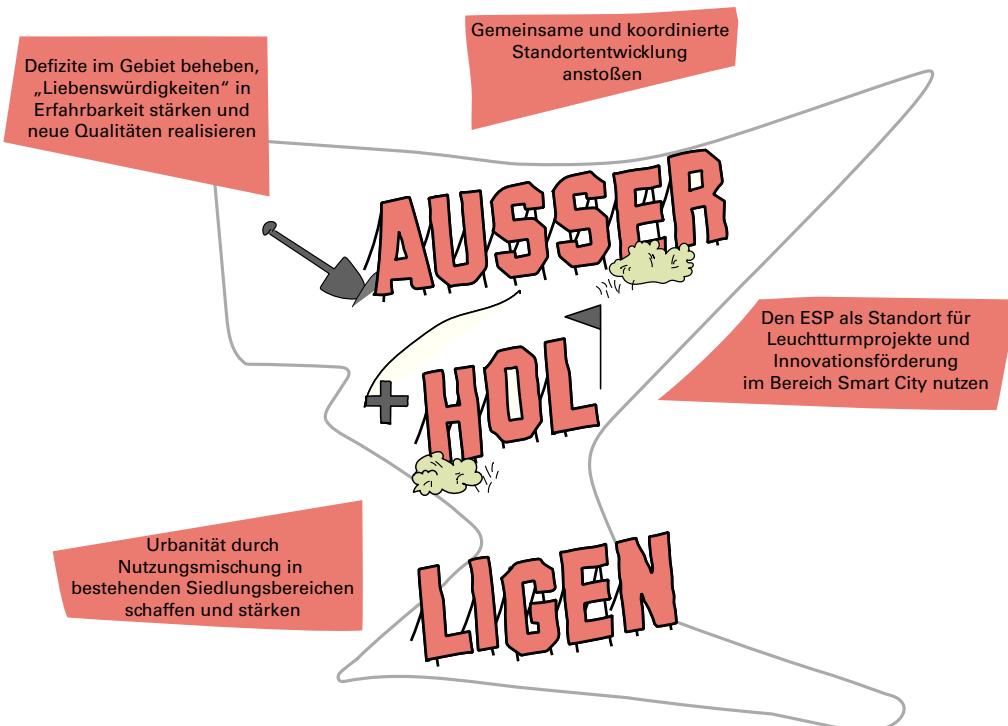 Gemeinsame und koordinierte
Standortentwicklung
anstoßen
Defizite im Gebiet beheben,
„Liebenswürdigkeiten“ in
Erfahrbarkeit stärken und
neue Qualitäten realisieren
AUSSER
HOL
LIGEN
Den ESP als Standort für
Leuchtturmprojekte und
Innovationsförderung
im Bereich Smart City nutzen
Urbanität durch
Nutzungsmischung in
bestehenden Siedlungsbereichen
schaffen und stärken